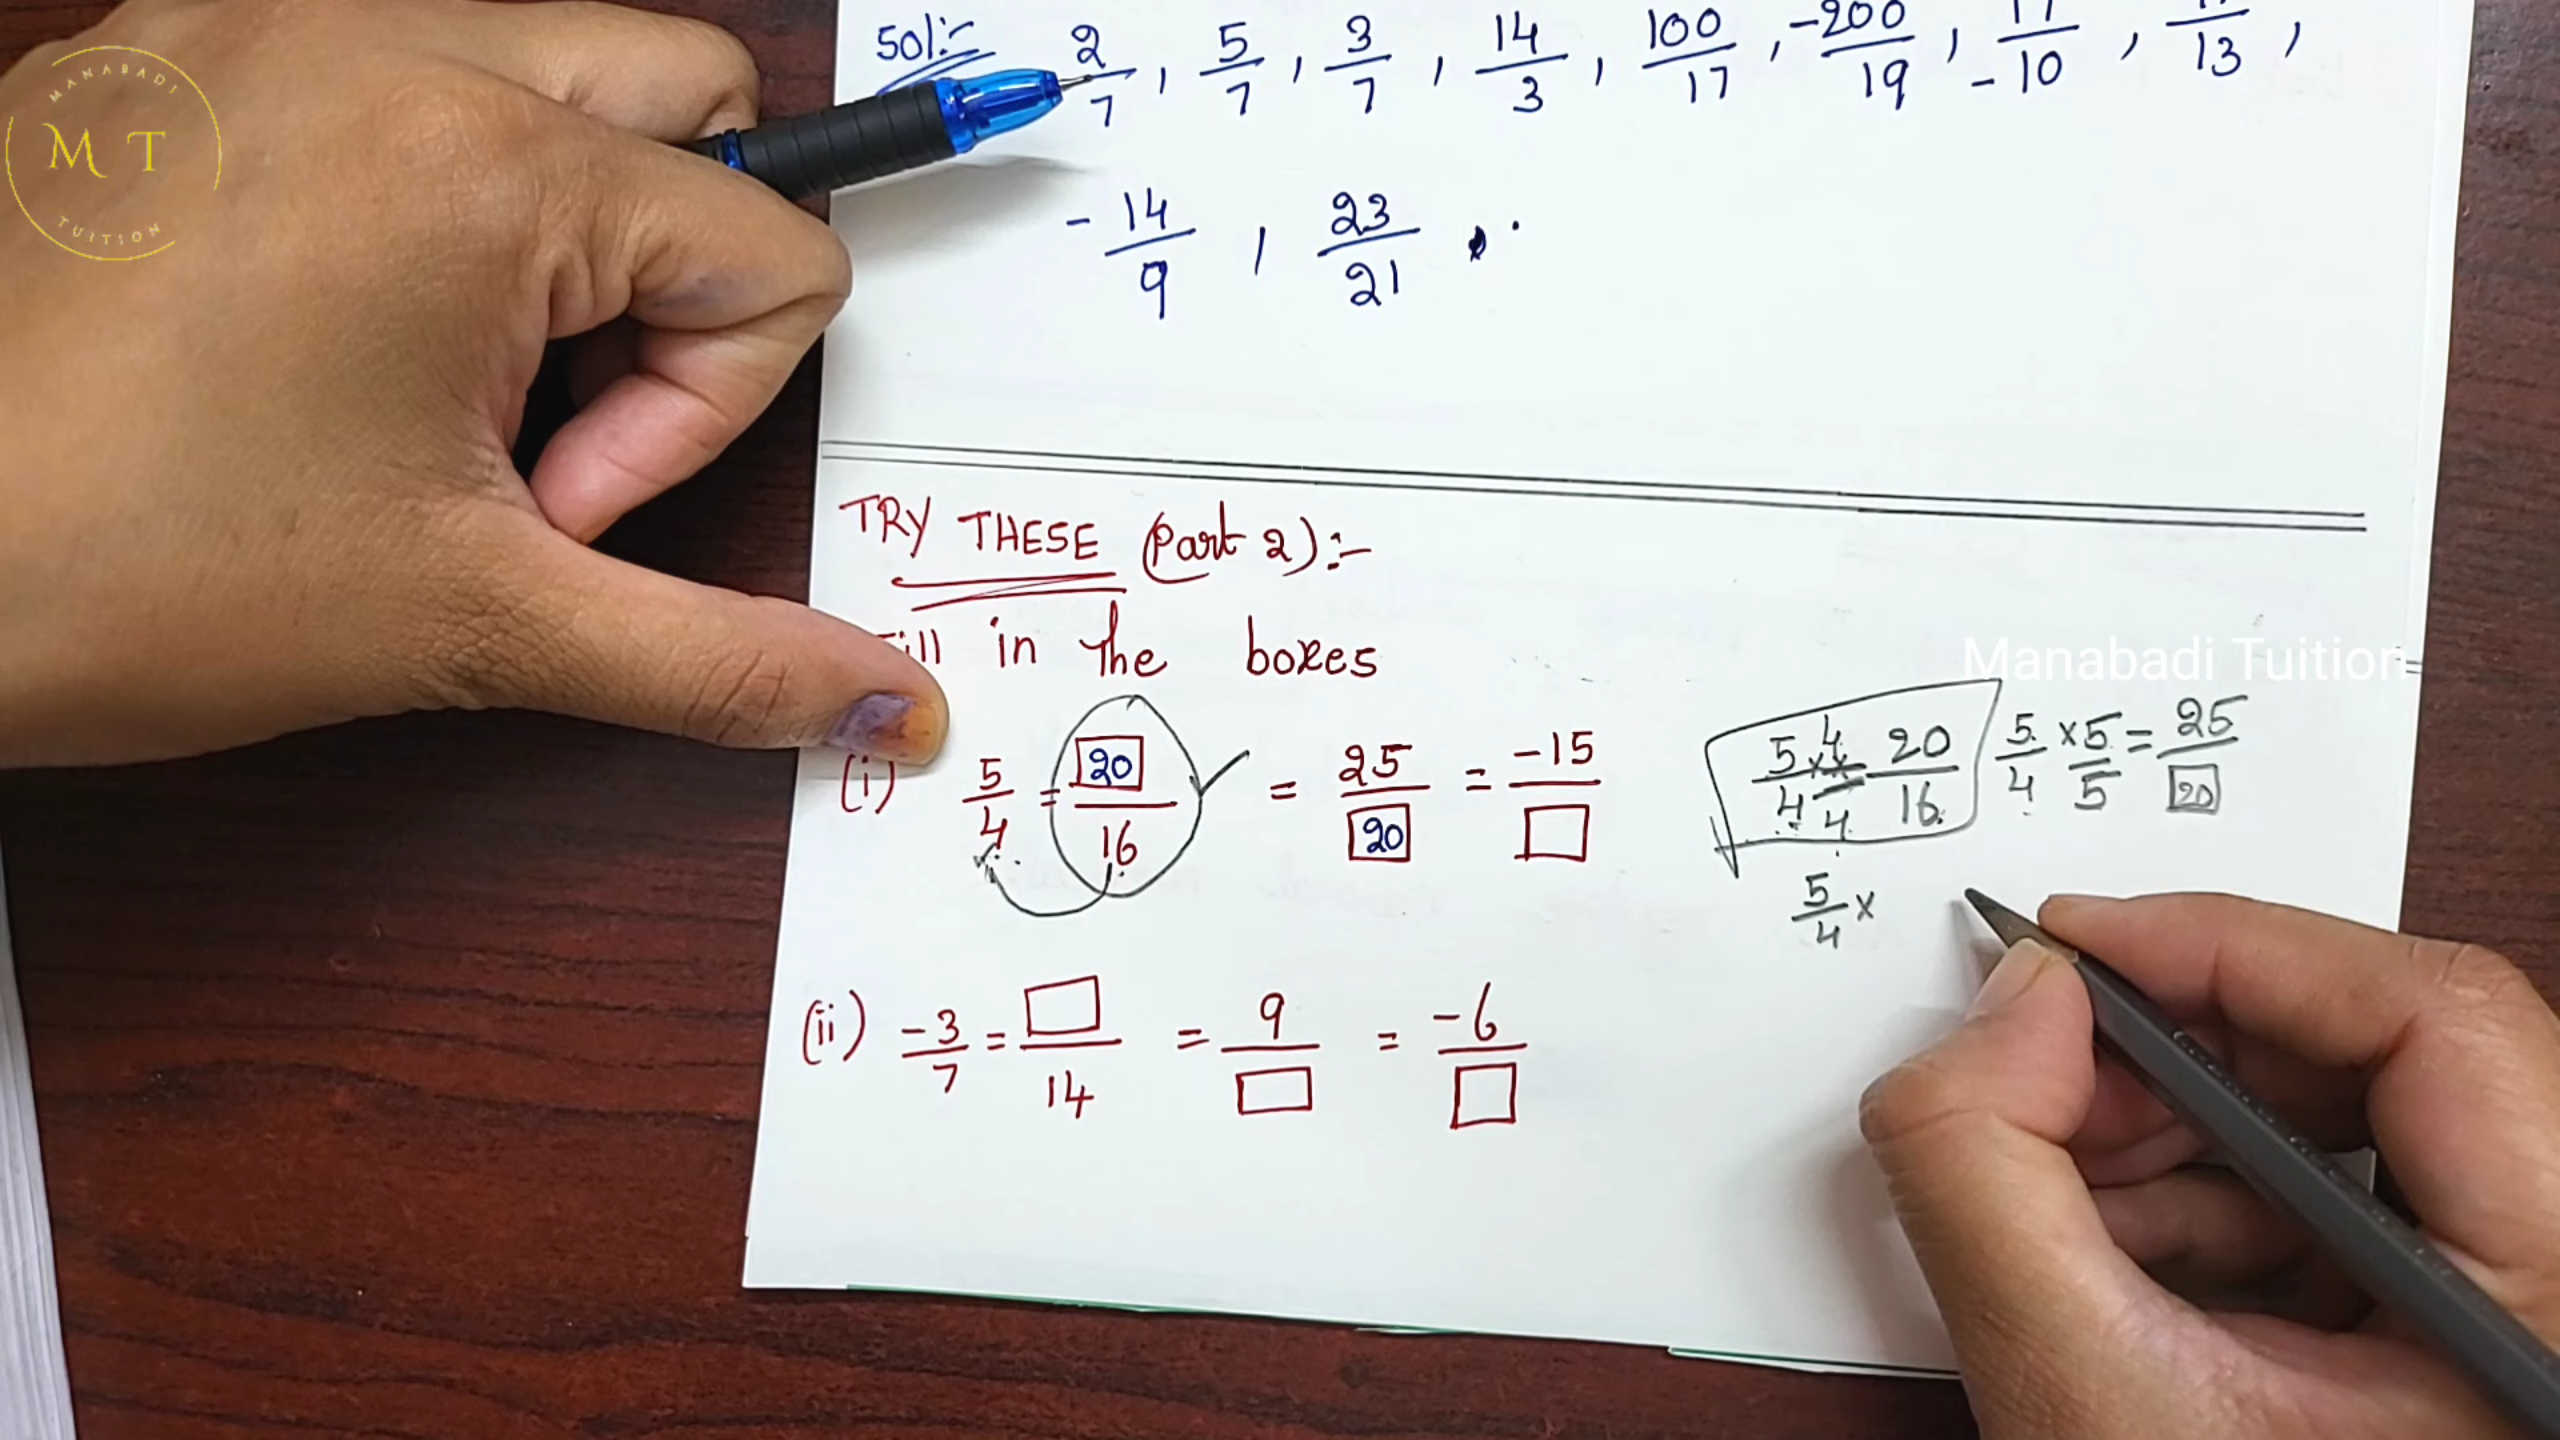 MANABADI
M T
TUITION
Sol:- 2/7, 5/7, 3/7, 14/3, 100/17, -200/19, /-10, /13,
-14/9, 23/21.
TRY THESE (Part 2):-
ill in the boxes
Manabadi Tuition
(i) 5/4 = 20/16 = 25/20 = -15/□
5/4 × 4/4 20/16
5/4 × 5/5 = 25/20
5/4 ×
(ii) -3/7 = □/14 = 9/□ = -6/□